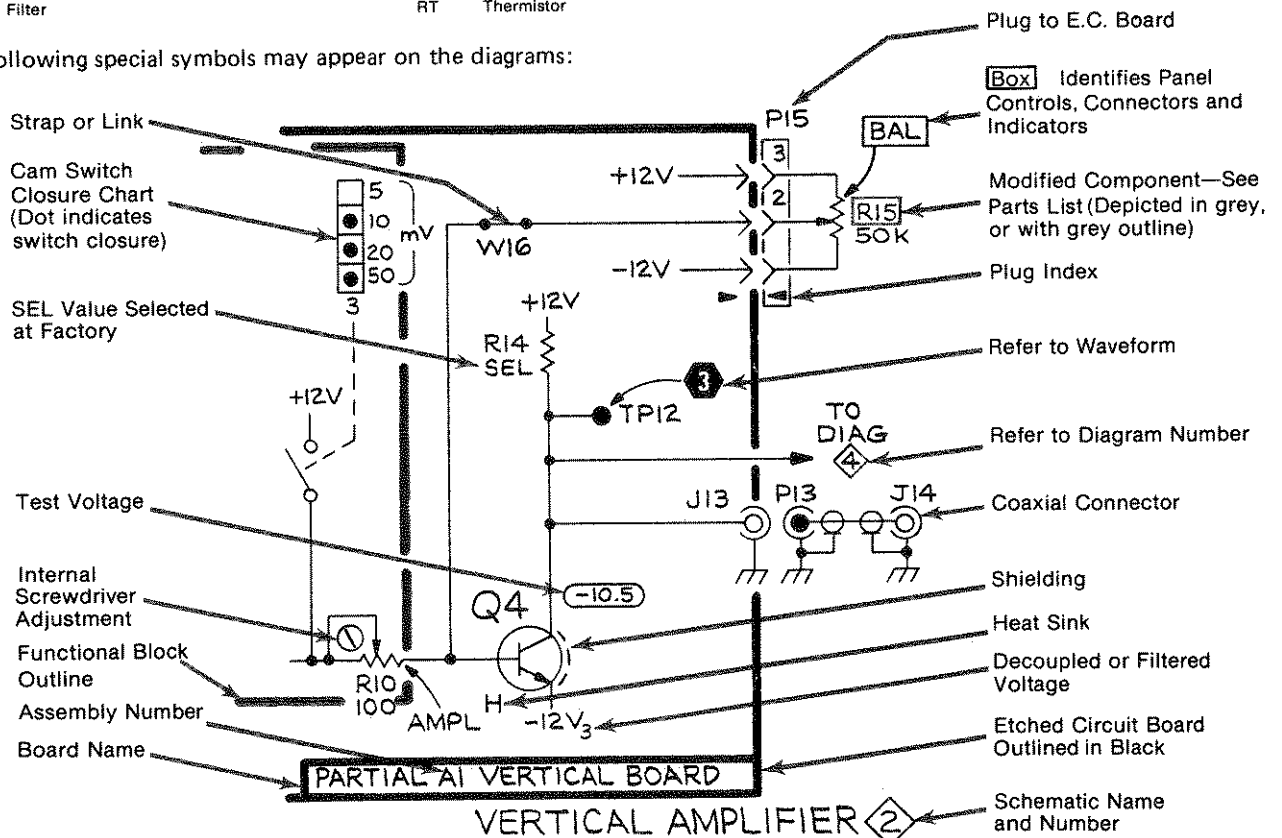 Filter
RT Thermistor
ollowing special symbols may appear on the diagrams:
Strap or Link
Cam Switch
Closure Chart
(Dot indicates
switch closure)
SEL Value Selected
at Factory
Test Voltage
Internal
Screwdriver
Adjustment
Functional Block
Outline
Assembly Number
Board Name
5
10
20
50
mV
3
+12V
R10
100
AMPL
W16
+12V
R14
SEL
TP12
3
Q4
-10.5
H
-12V3
+12V
-12V
P15
3
2
BAL
R15
50K
TO
DIAG
4
J13
P13
J14
PARTIAL A1 VERTICAL BOARD
VERTICAL AMPLIFIER 2
Plug to E.C. Board
Box Identifies Panel
Controls, Connectors and
Indicators
Modified Component—See
Parts List (Depicted in grey,
or with grey outline)
Plug Index
Refer to Waveform
Refer to Diagram Number
Coaxial Connector
Shielding
Heat Sink
Decoupled or Filtered
Voltage
Etched Circuit Board
Outlined in Black
Schematic Name
and Number